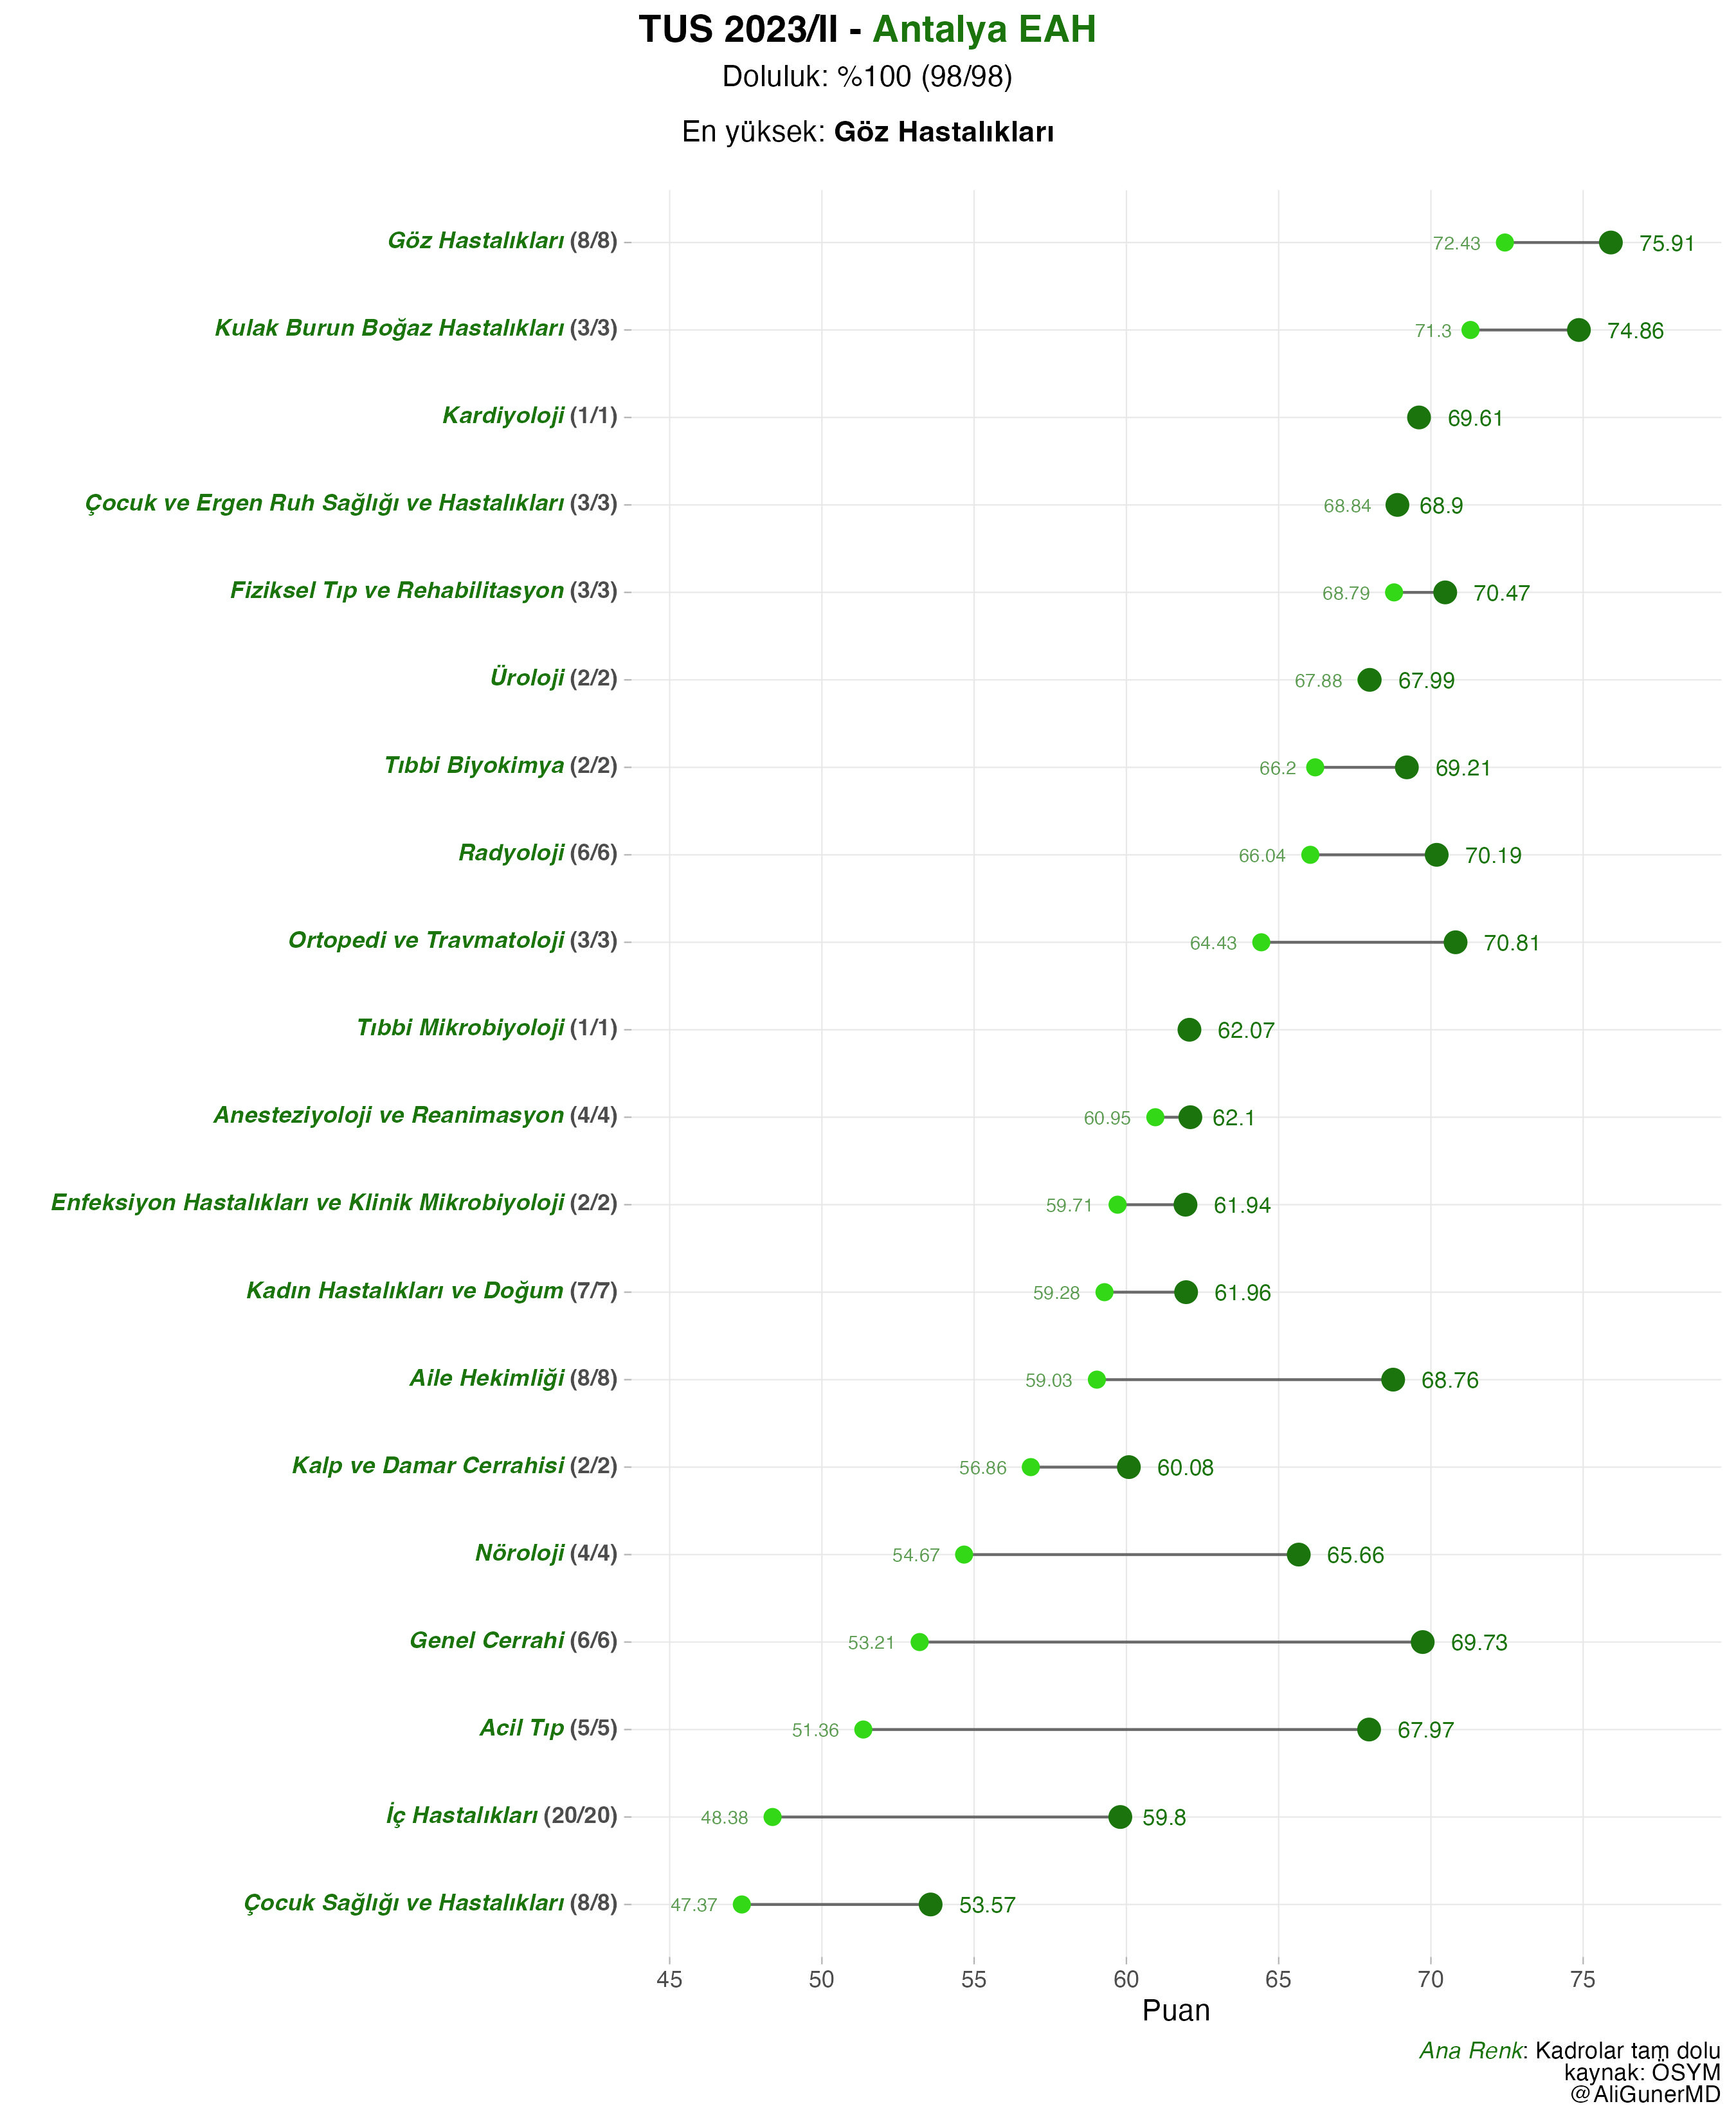 TUS 2023/II - Antalya EAH
Doluluk: %100 (98/98)
En yüksek: Göz Hastalıkları
Göz Hastalıkları (8/8) 72.43 75.91
Kulak Burun Boğaz Hastalıkları (3/3) 71.3 74.86
Kardiyoloji (1/1) 69.61
Çocuk ve Ergen Ruh Sağlığı ve Hastalıkları (3/3) 68.84 68.9
Fiziksel Tıp ve Rehabilitasyon (3/3) 68.79 70.47
Üroloji (2/2) 67.88 67.99
Tıbbi Biyokimya (2/2) 66.2 69.21
Radyoloji (6/6) 66.04 70.19
Ortopedi ve Travmatoloji (3/3) 64.43 70.81
Tıbbi Mikrobiyoloji (1/1) 62.07
Anesteziyoloji ve Reanimasyon (4/4) 60.95 62.1
Enfeksiyon Hastalıkları ve Klinik Mikrobiyoloji (2/2) 59.71 61.94
Kadın Hastalıkları ve Doğum (7/7) 59.28 61.96
Aile Hekimliği (8/8) 59.03 68.76
Kalp ve Damar Cerrahisi (2/2) 56.86 60.08
Nöroloji (4/4) 54.67 65.66
Genel Cerrahi (6/6) 53.21 69.73
Acil Tıp (5/5) 51.36 67.97
İç Hastalıkları (20/20) 48.38 59.8
Çocuk Sağlığı ve Hastalıkları (8/8) 47.37 53.57
45 50 55 60 65 70 75
Puan
Ana Renk: Kadrolar tam dolu
kaynak: ÖSYM
@AliGunerMD